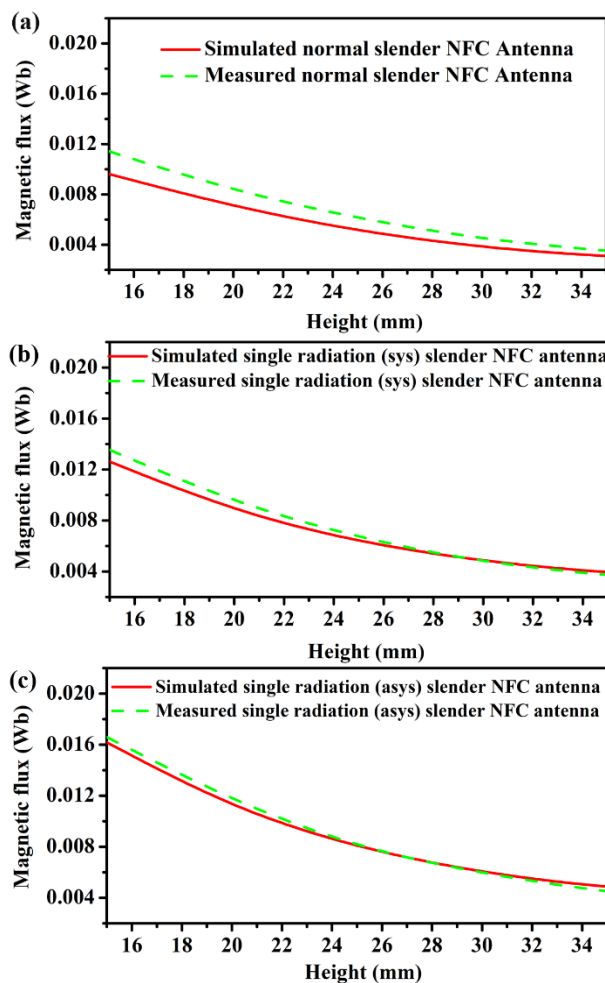 (a)
Magnetic flux (Wb)
0.020
0.016
0.012
0.008
0.004
Simulated normal slender NFC Antenna
Measured normal slender NFC Antenna
16 18 20 22 24 26 28 30 32 34
Height (mm)
(b)
Magnetic flux (Wb)
0.020
0.016
0.012
0.008
0.004
Simulated single radiation (sys) slender NFC antenna
Measured single radiation (sys) slender NFC antenna
16 18 20 22 24 26 28 30 32 34
Height (mm)
(c)
Magnetic flux (Wb)
0.020
0.016
0.012
0.008
0.004
Simulated single radiation (asys) slender NFC antenna
Measured single radiation (asys) slender NFC antenna
16 18 20 22 24 26 28 30 32 34
Height (mm)